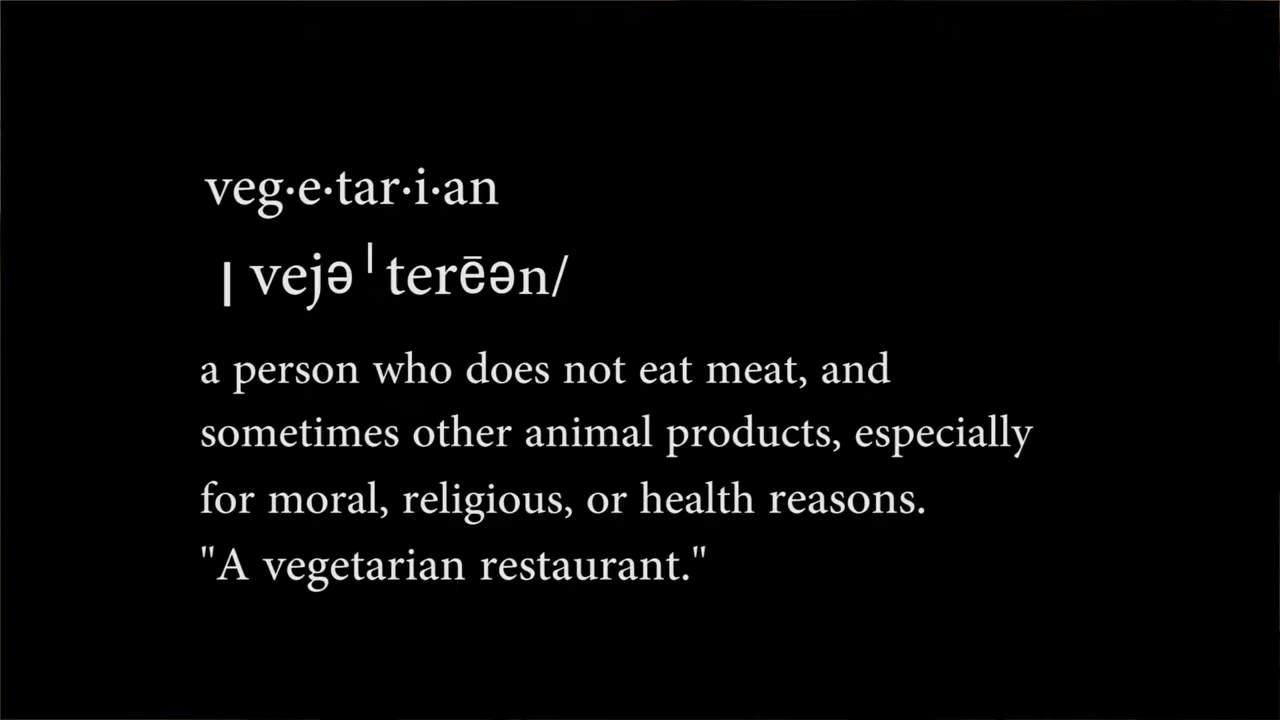 veg·e·tar·i·an
ˌvejəˈterēən/
a person who does not eat meat, and
sometimes other animal products, especially
for moral, religious, or health reasons.
"A vegetarian restaurant."